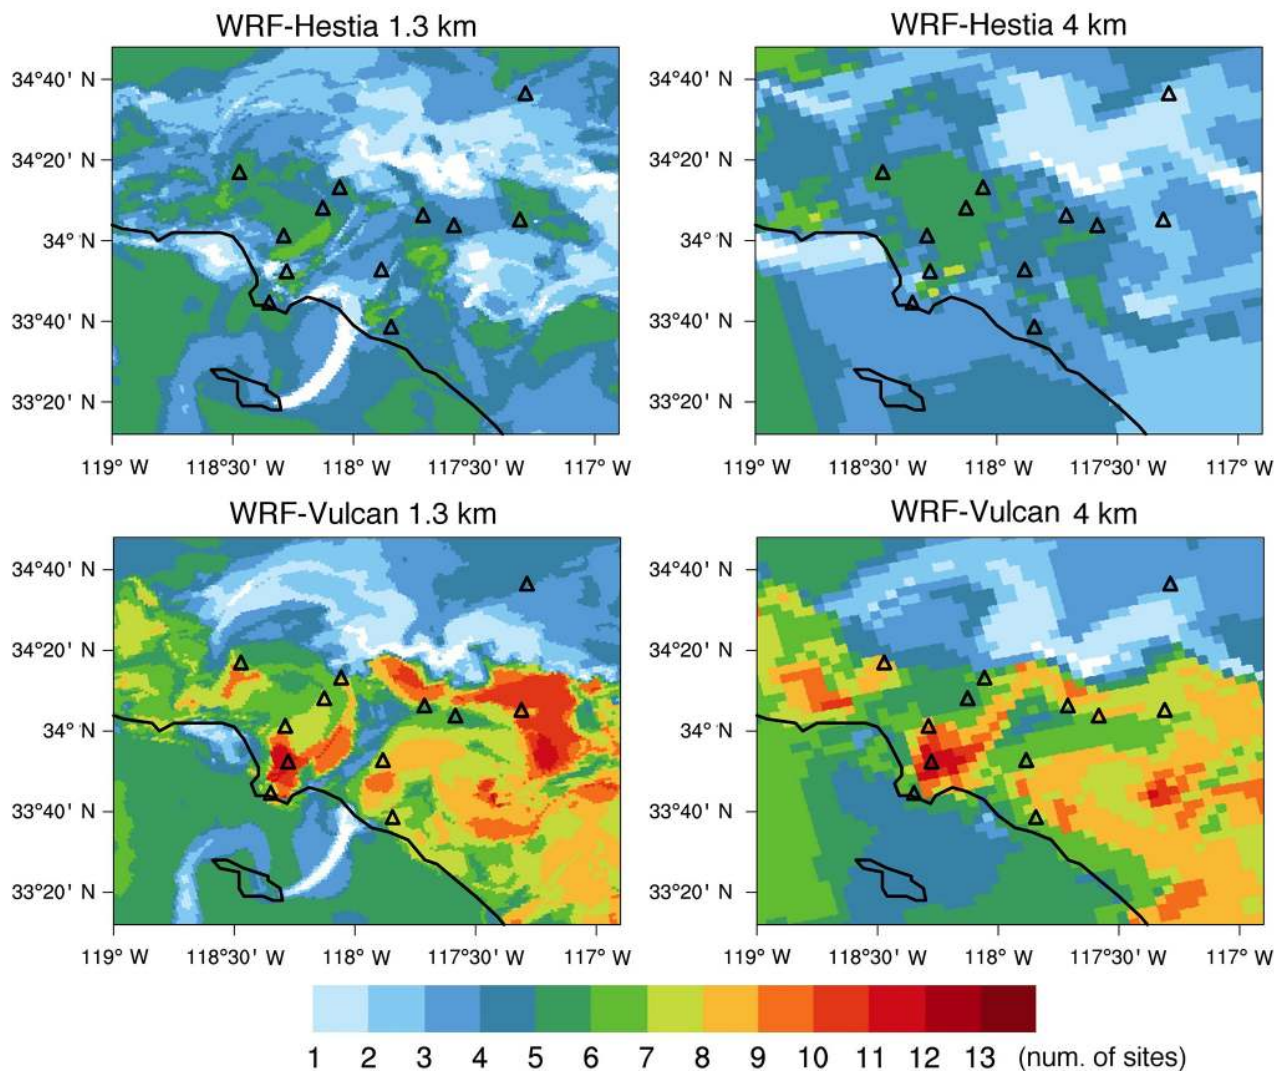 WRF-Hestia 1.3 km
WRF-Hestia 4 km
34°40' N
34°20' N
34° N
33°40' N
33°20' N
119° W 118°30' W 118° W 117°30' W 117° W
34°40' N
34°20' N
34° N
33°40' N
33°20' N
119° W 118°30' W 118° W 117°30' W 117° W
WRF-Vulcan 1.3 km
WRF-Vulcan 4 km
34°40' N
34°20' N
34° N
33°40' N
33°20' N
119° W 118°30' W 118° W 117°30' W 117° W
34°40' N
34°20' N
34° N
33°40' N
33°20' N
119° W 118°30' W 118° W 117°30' W 117° W
1 2 3 4 5 6 7 8 9 10 11 12 13 (num. of sites)